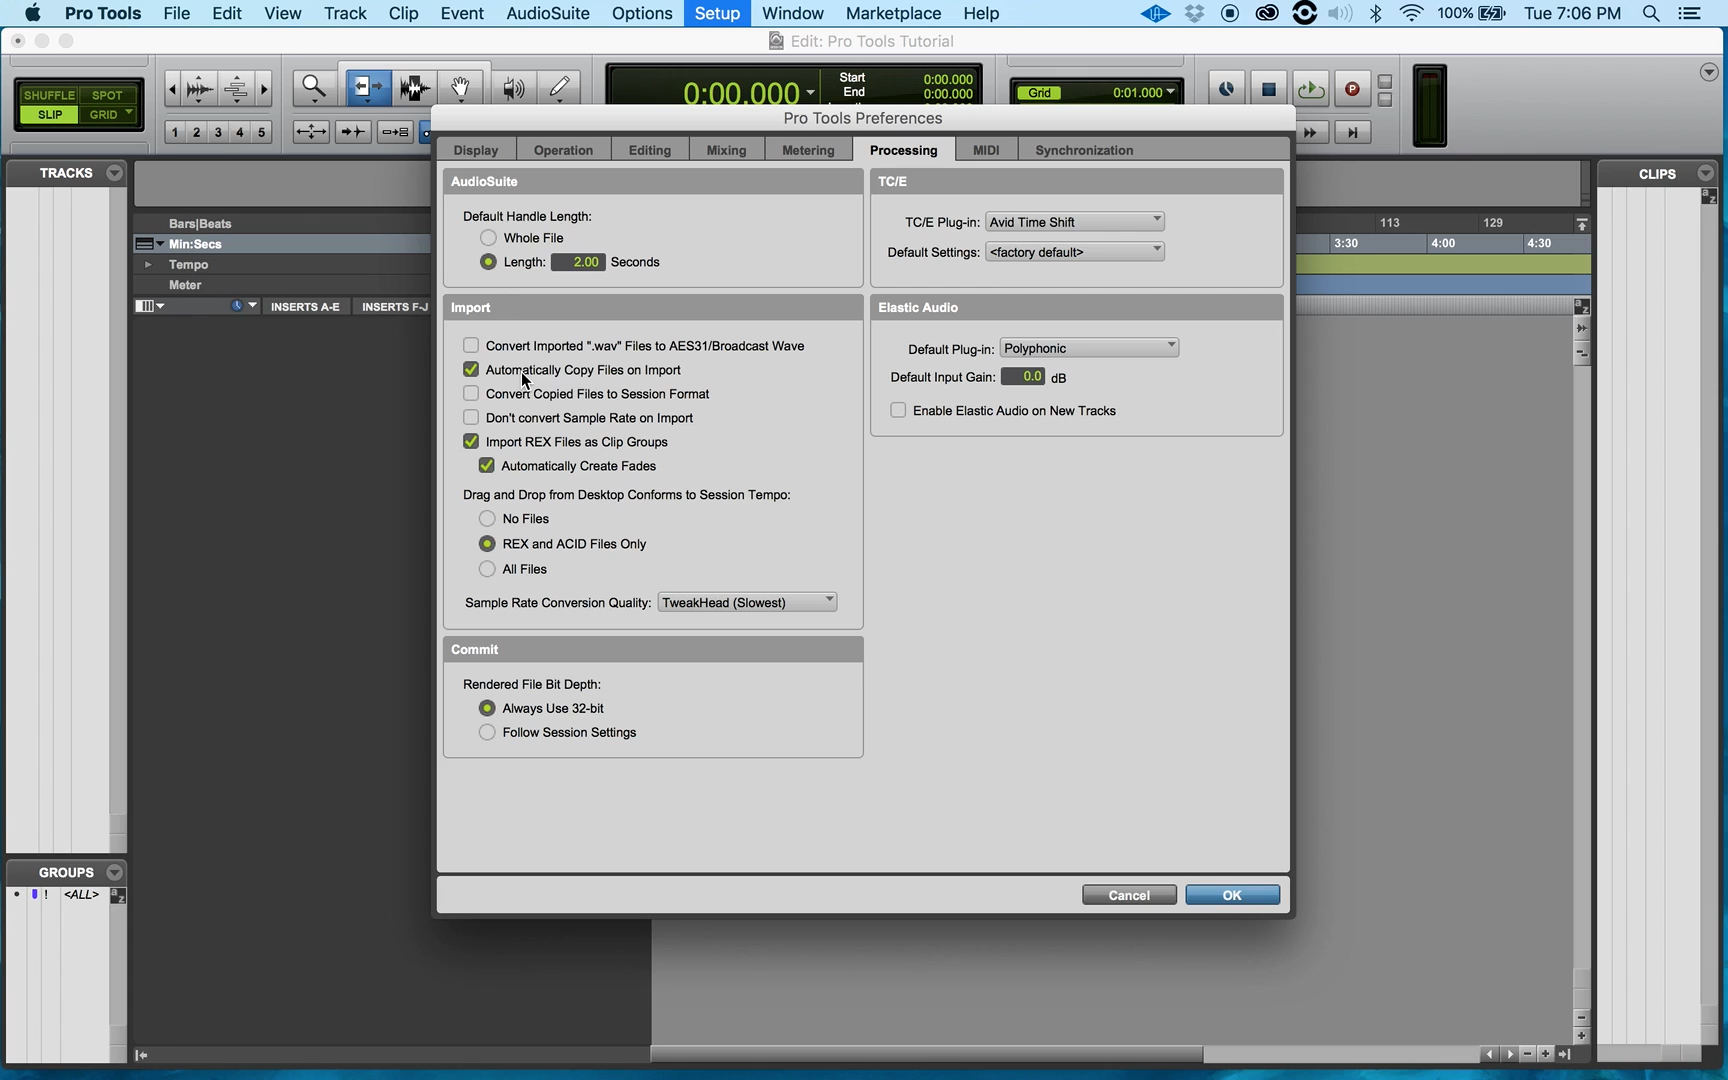 Pro Tools File Edit View Track Clip Event AudioSuite Options Setup Window Marketplace Help 100% Tue 7:06 PM
Edit: Pro Tools Tutorial
SHUFFLE SPOT
SLIP GRID
1 2 3 4 5
0:00.000
Start 0:00.000
End 0:00.000
0:00.000
Grid 0:01.000
Pro Tools Preferences
Display Operation Editing Mixing Metering Processing MIDI Synchronization
TRACKS
Bars|Beats
Min:Secs
Tempo
Meter
INSERTS A-E INSERTS F-J
113 129
3:30 4:00 4:30
CLIPS
AudioSuite
Default Handle Length:
Whole File
Length: 2.00 Seconds
Import
Convert Imported ".wav" Files to AES31/Broadcast Wave
Automatically Copy Files on Import
Convert Copied Files to Session Format
Don't convert Sample Rate on Import
Import REX Files as Clip Groups
Automatically Create Fades
Drag and Drop from Desktop Conforms to Session Tempo:
No Files
REX and ACID Files Only
All Files
Sample Rate Conversion Quality: TweakHead (Slowest)
Commit
Rendered File Bit Depth:
Always Use 32-bit
Follow Session Settings
TC/E
TC/E Plug-in: Avid Time Shift
Default Settings: <factory default>
Elastic Audio
Default Plug-in: Polyphonic
Default Input Gain: 0.0 dB
Enable Elastic Audio on New Tracks
Cancel OK
GROUPS
! <ALL>